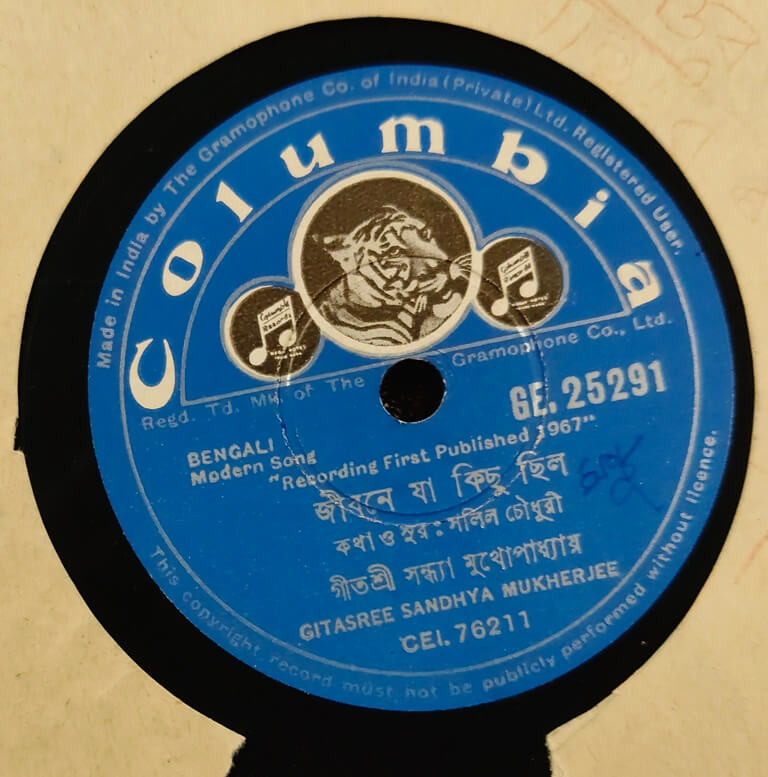 Made in India by The Gramophone Co. of India (Private) Ltd. Registered User.
Columbia
Regd. Td. Mk. of The Gramophone Co., Ltd.
GE. 25291
BENGALI
Modern Song
"Recording First Published 1967"
জীবনে যা কিছু ছিল
কথা ও সুর: সলিল চৌধুরী
গীতশ্রী সন্ধ্যা মুখোপাধ্যায়
GITASREE SANDHYA MUKHERJEE
CEI. 76211
This copyright record must not be publicly performed without licence.